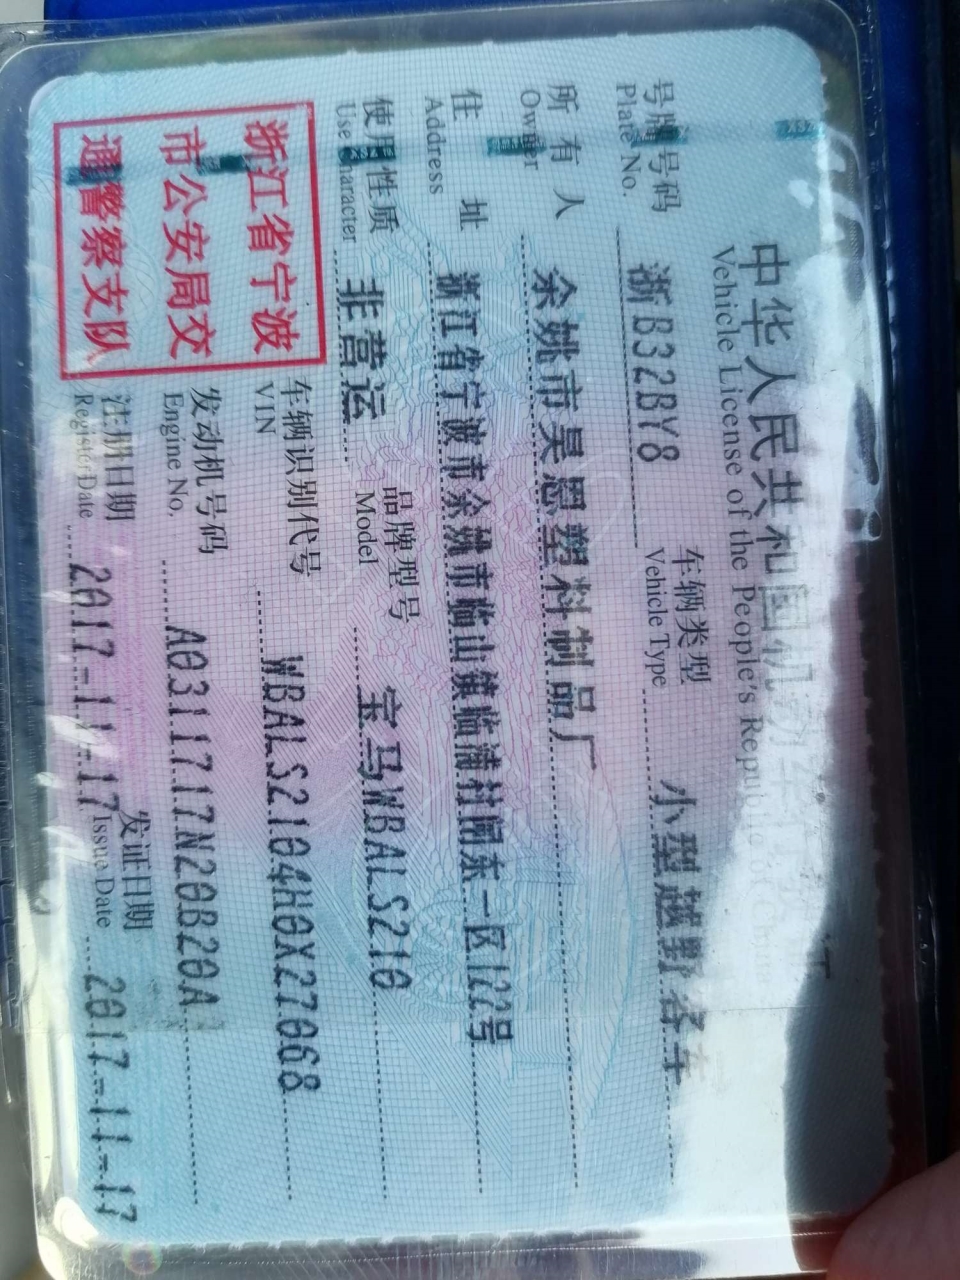 中华人民共和国机动车行驶证
Vehicle License of the People's Republic of China
号牌号码 浙B32BY8 车辆类型 小型越野客车
Plate No. Vehicle Type
所有人 余姚市昊恩塑料制品厂
Owner
住址 浙江省宁波市余姚市临山镇临浦村闸东一区122号
Address
使用性质 非营运 品牌型号 宝马WBALS210
Use Character Model
浙江省宁波
市公安局交
通警察支队
车辆识别代号 WBALS2104H0X27068
VIN
发动机号码 A0311717N20B20A
Engine No.
注册日期 2017-11-17 发证日期 2017-11-17
Register Date Issue Date